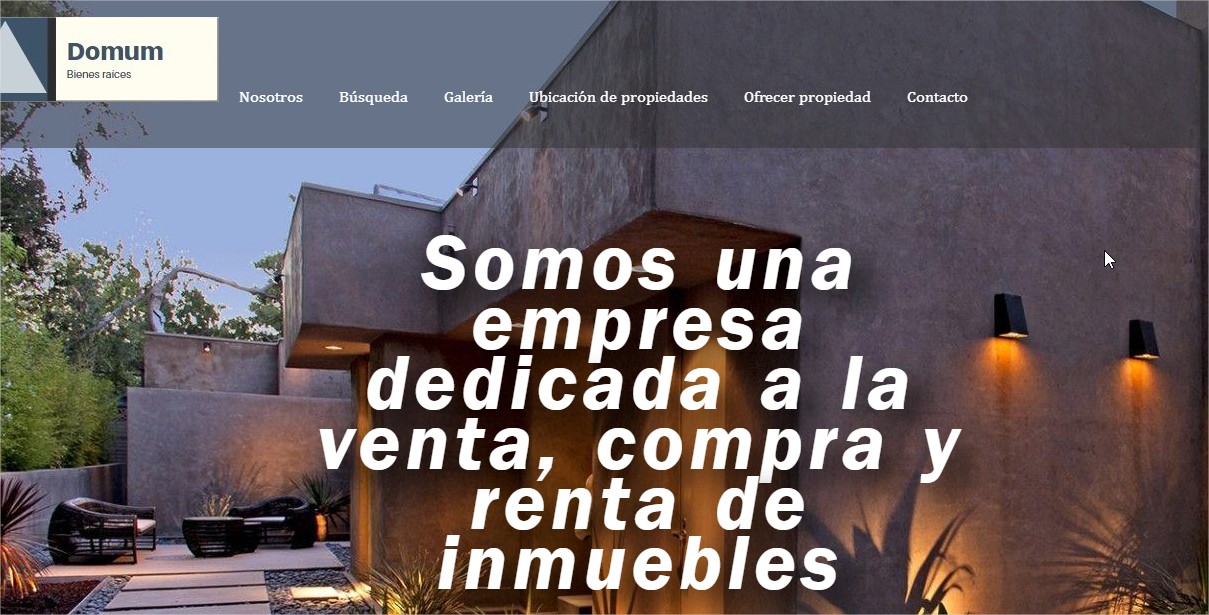 Domum
Bienes raíces
Nosotros Búsqueda Galería Ubicación de propiedades Ofrecer propiedad Contacto
Somos una
empresa
dedicada a la
venta, compra y
renta de
inmuebles